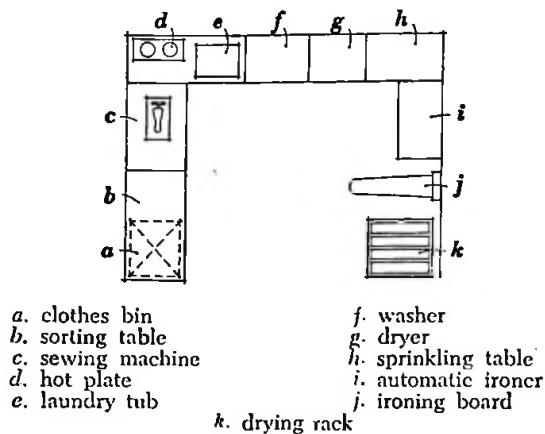 d e f g h
c i
b j
a k
a. clothes bin
b. sorting table
c. sewing machine
d. hot plate
e. laundry tub
f. washer
g. dryer
h. sprinkling table
i. automatic ironer
j. ironing board
k. drying rack